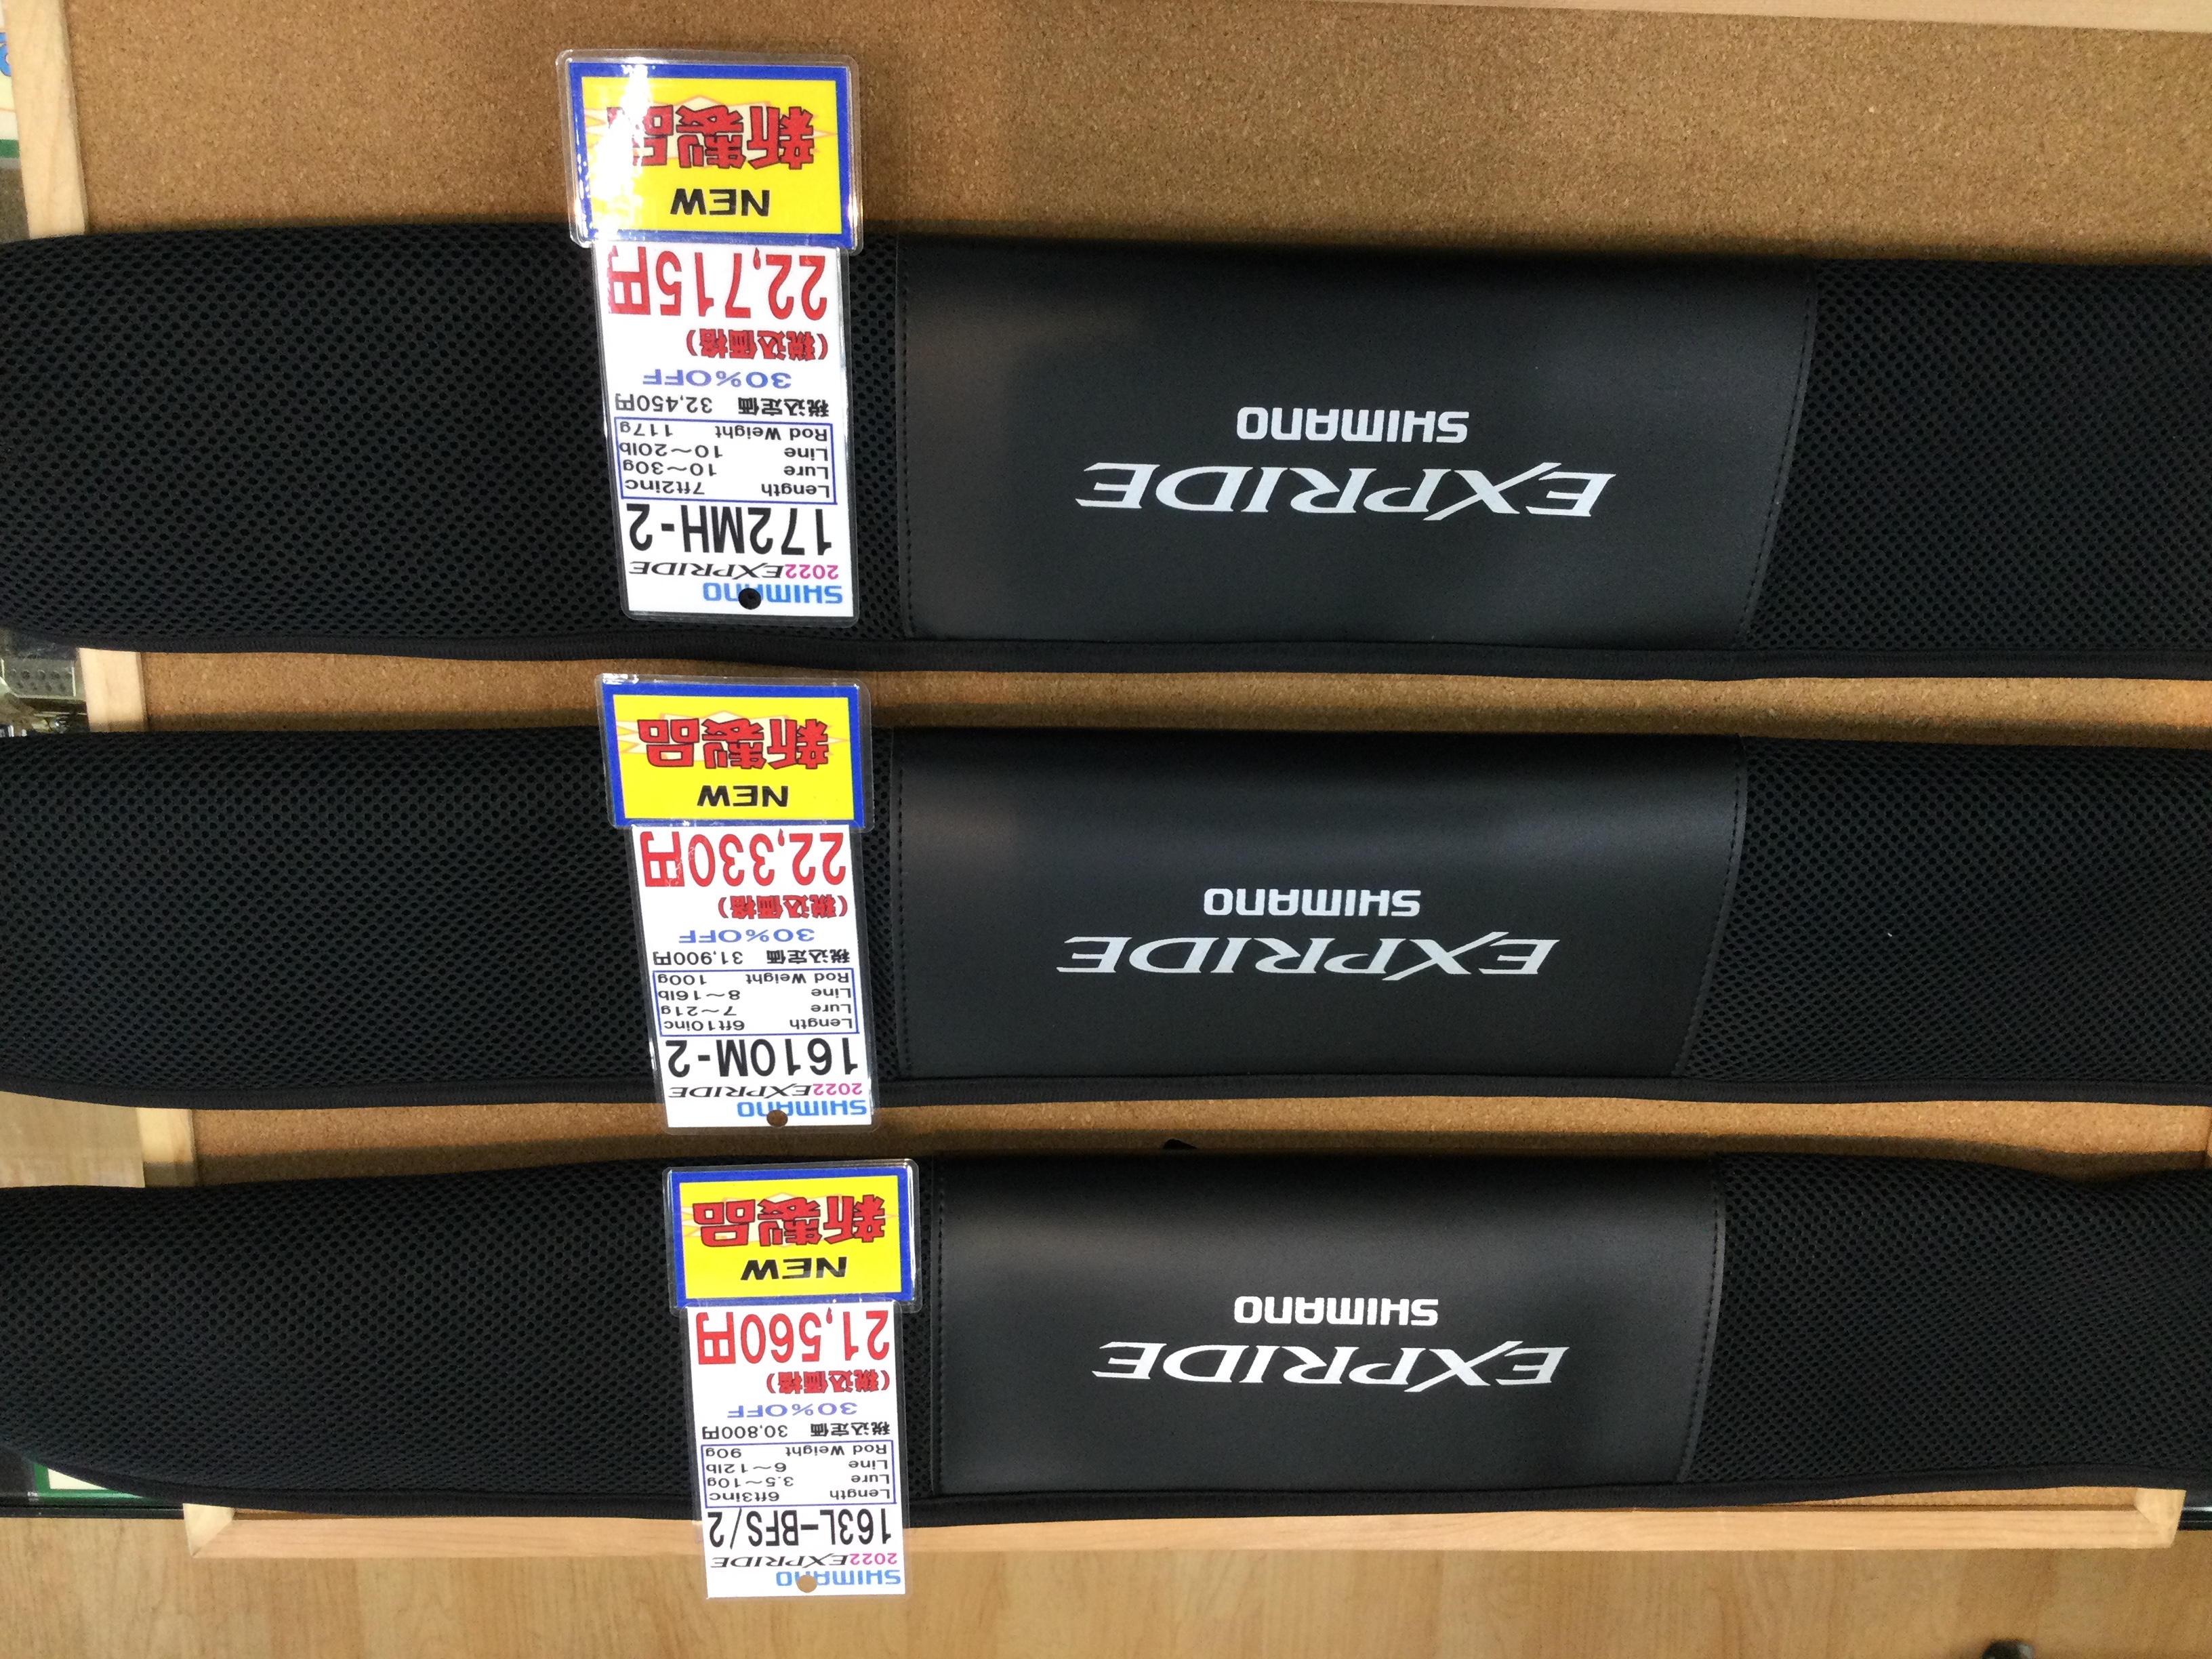 SHIMANO
2022EXPRIDE
163L-BFS/2
Length 6ft3inc
Lure 3.5~10g
Line 6~12lb
Rod Weight 90g
税込定価 30,800円
30%OFF
(税込価格)
21,560円
NEW
新製品
EXPRIDE
SHIMANO
SHIMANO
2022EXPRIDE
1610M-2
Length 6ft10inc
Lure 7~21g
Line 8~16lb
Rod Weight 100g
税込定価 31,900円
30%OFF
(税込価格)
22,330円
NEW
新製品
EXPRIDE
SHIMANO
SHIMANO
2022EXPRIDE
172MH-2
Length 7ft2inc
Lure 10~30g
Line 10~20lb
Rod Weight 117g
税込定価 32,450円
30%OFF
(税込価格)
22,715円
NEW
新製品
EXPRIDE
SHIMANO